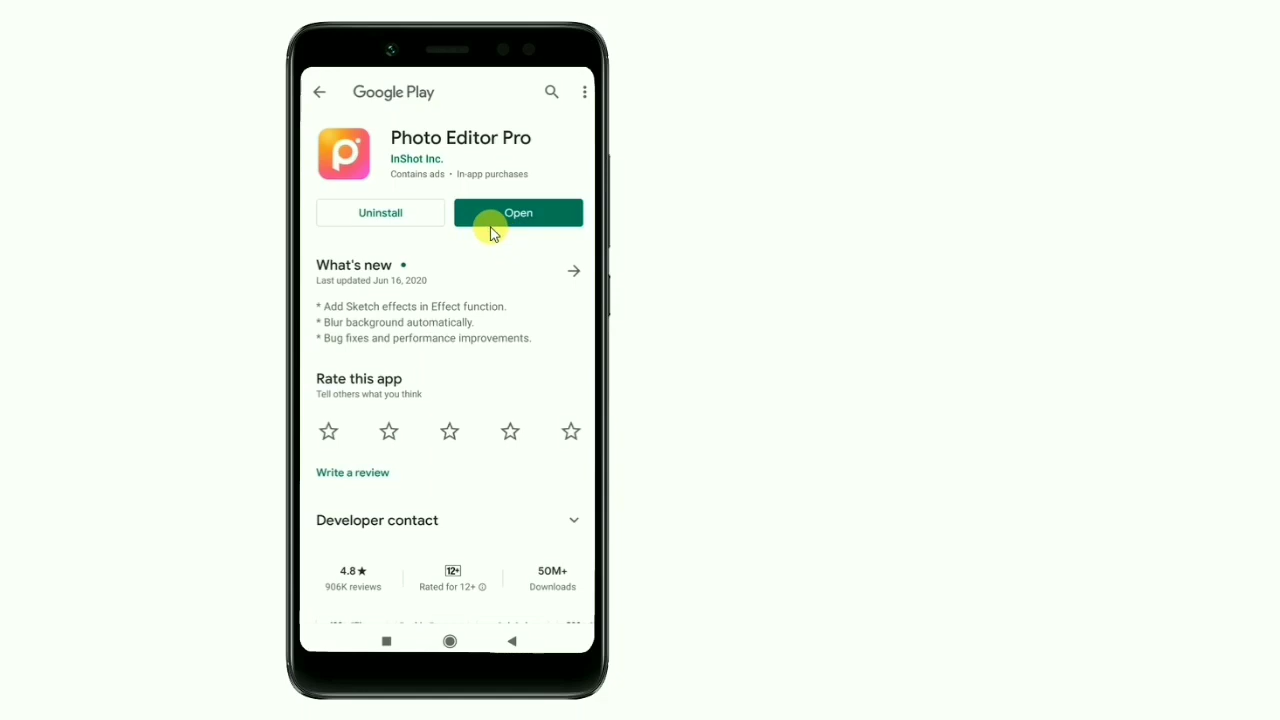 Google Play
Photo Editor Pro
InShot Inc.
Contains ads • In-app purchases
Uninstall
Open
What's new •
Last updated Jun 16, 2020
* Add Sketch effects in Effect function.
* Blur background automatically.
* Bug fixes and performance improvements.
Rate this app
Tell others what you think
Write a review
Developer contact
4.8★ 12+ 50M+
906K reviews Rated for 12+ Downloads